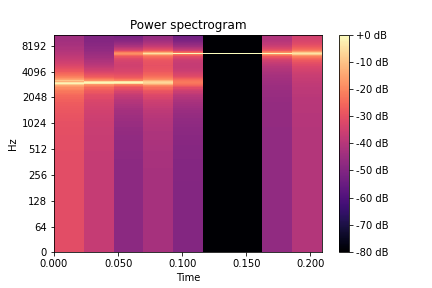 Power spectrogram
8192
4096
2048
1024
512
256
128
64
0
Hz
0.000 0.050 0.100 0.150 0.200
Time
+0 dB
-10 dB
-20 dB
-30 dB
-40 dB
-50 dB
-60 dB
-70 dB
-80 dB